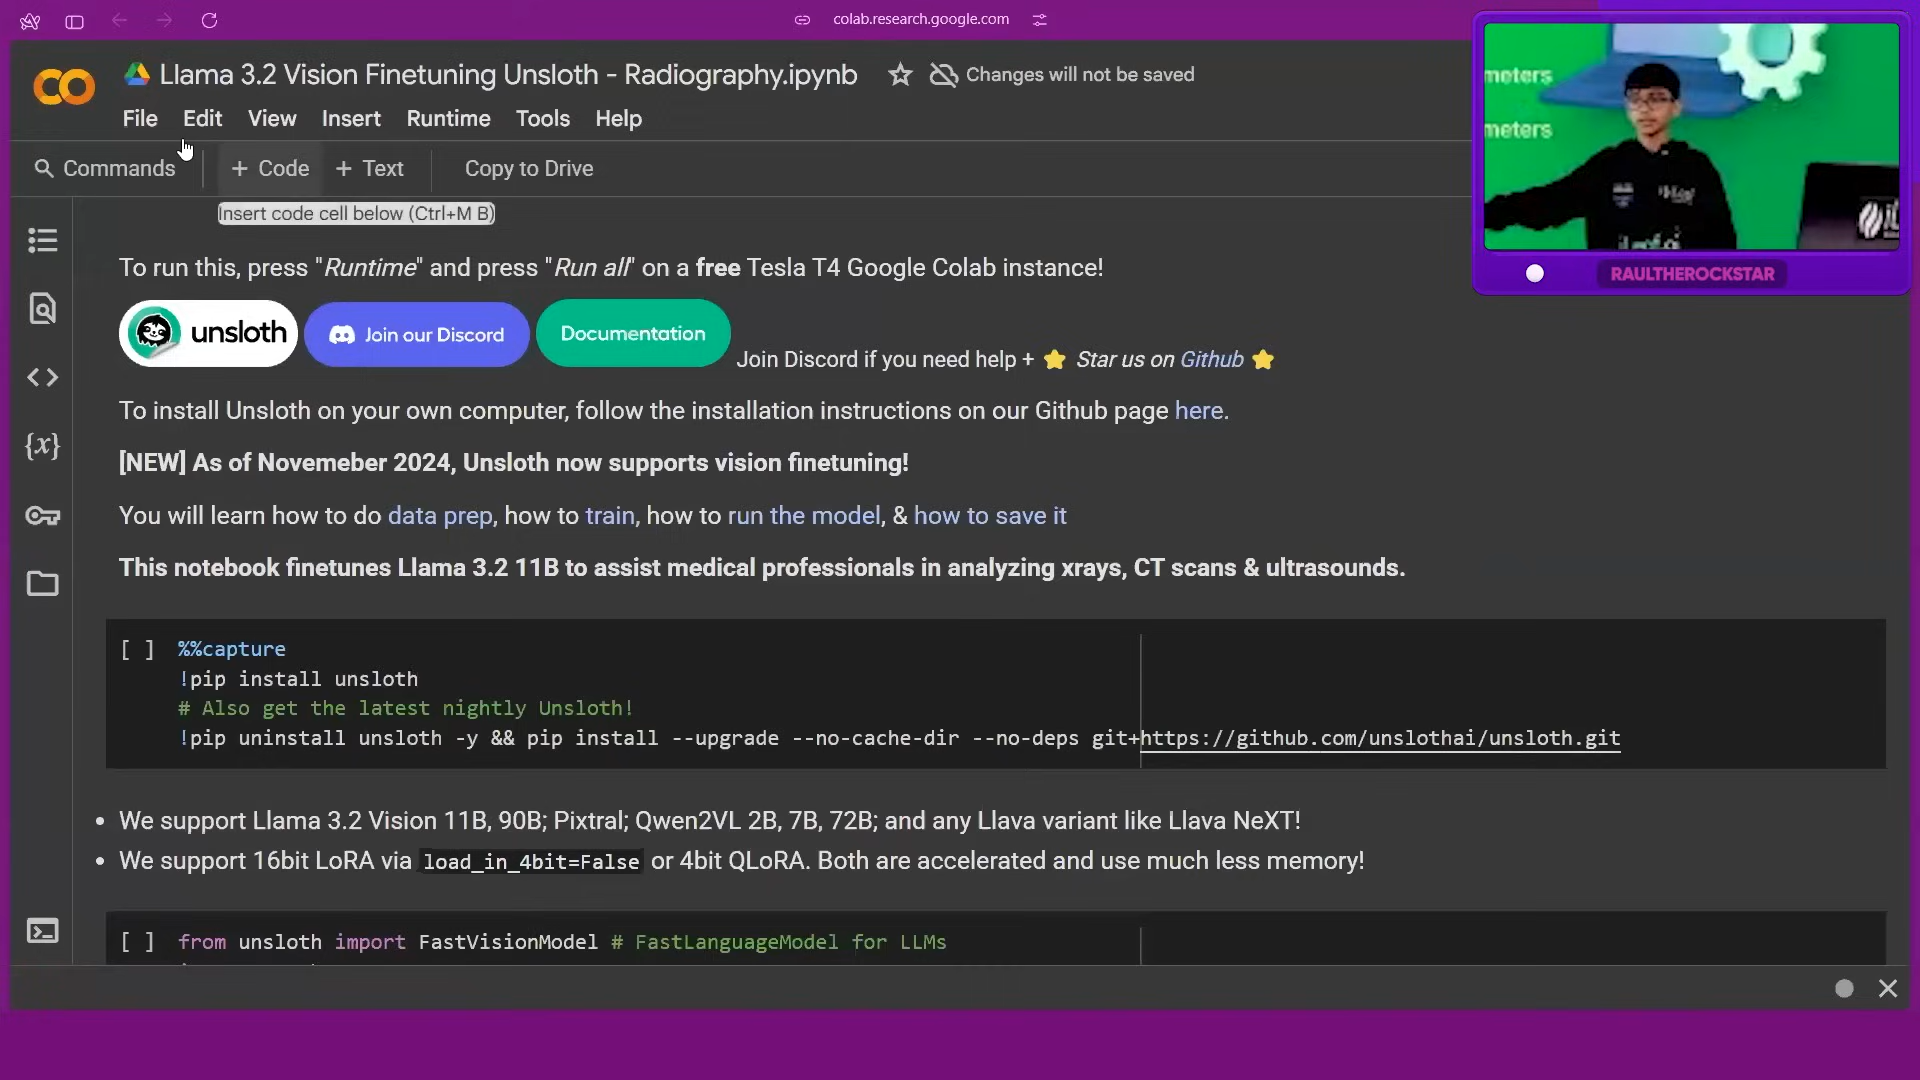 colab.research.google.com
Llama 3.2 Vision Finetuning Unsloth - Radiography.ipynb
Changes will not be saved
File Edit View Insert Runtime Tools Help
Commands
+ Code + Text
Copy to Drive
Insert code cell below (Ctrl+M B)
meters
meters
RAULTHEROCKSTAR
To run this, press "Runtime" and press "Run all" on a free Tesla T4 Google Colab instance!
unsloth
Join our Discord
Documentation
Join Discord if you need help + ⭐ Star us on Github ⭐
To install Unsloth on your own computer, follow the installation instructions on our Github page here.
[NEW] As of Novemeber 2024, Unsloth now supports vision finetuning!
You will learn how to do data prep, how to train, how to run the model, & how to save it
This notebook finetunes Llama 3.2 11B to assist medical professionals in analyzing xrays, CT scans & ultrasounds.
[ ] %%capture
!pip install unsloth
# Also get the latest nightly Unsloth!
!pip uninstall unsloth -y && pip install --upgrade --no-cache-dir --no-deps git+https://github.com/unslothai/unsloth.git
• We support Llama 3.2 Vision 11B, 90B; Pixtral; Qwen2VL 2B, 7B, 72B; and any Llava variant like Llava NeXT!
• We support 16bit LoRA via load_in_4bit=False or 4bit QLoRA. Both are accelerated and use much less memory!
[ ] from unsloth import FastVisionModel # FastLanguageModel for LLMs